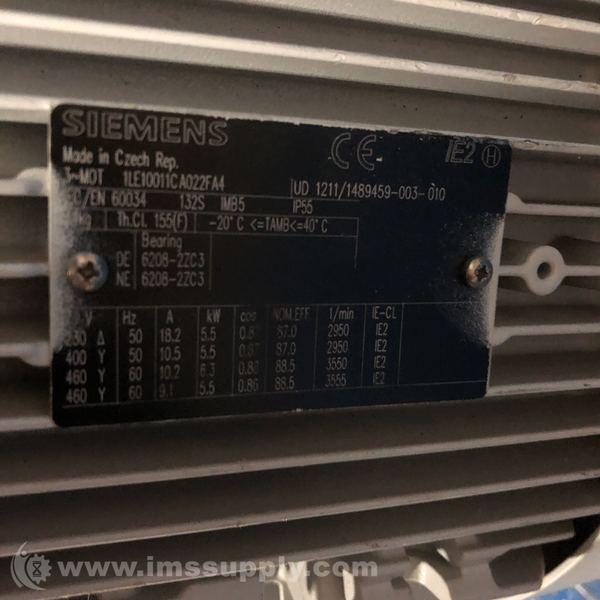 SIEMENS
CE IE2 H
Made in Czech Rep.
3~MOT 1LE10011CA022FA4 UD 1211/1489459-003-010
/EN 60034 132S IMB5 IP55
kg Th.CL 155(F) -20°C <=TAMB<=40°C
Bearing
DE 6208-2ZC3
NE 6208-2ZC3
V Hz A kW cos NOM.EFF 1/min IE-CL
230 Δ 50 18.2 5.5 87.0 2950 IE2
400 Y 50 10.5 5.5 87.0 2950 IE2
460 Y 60 10.2 6.3 88.5 3550 IE2
460 Y 60 9.1 5.5 0.86 88.5 3555 IE2
www.imssupply.com